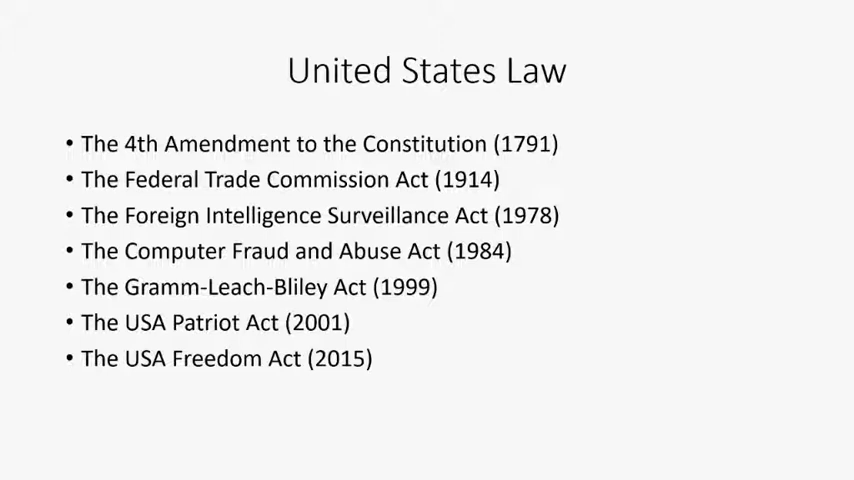 United States Law
• The 4th Amendment to the Constitution (1791)
• The Federal Trade Commission Act (1914)
• The Foreign Intelligence Surveillance Act (1978)
• The Computer Fraud and Abuse Act (1984)
• The Gramm-Leach-Bliley Act (1999)
• The USA Patriot Act (2001)
• The USA Freedom Act (2015)